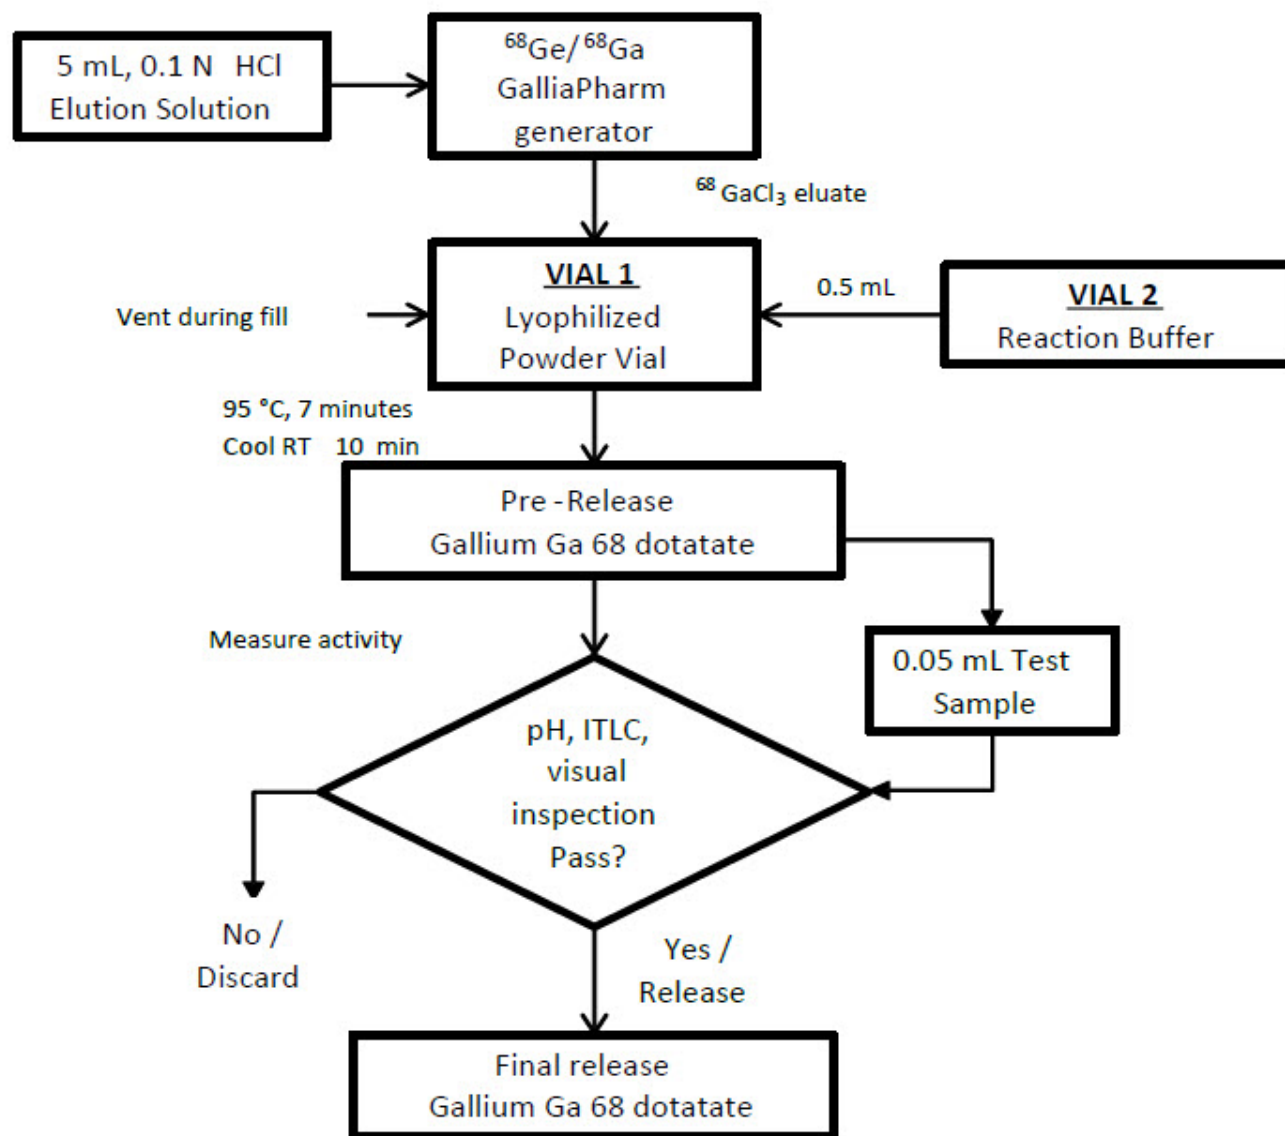 5 mL, 0.1 N HCl
Elution Solution
⁶⁸Ge/ ⁶⁸Ga
GalliaPharm
generator
⁶⁸ GaCl₃ eluate
Vent during fill
VIAL 1
Lyophilized
Powder Vial
0.5 mL
VIAL 2
Reaction Buffer
95 °C, 7 minutes
Cool RT 10 min
Pre -Release
Gallium Ga 68 dotatate
Measure activity
0.05 mL Test
Sample
pH, ITLC,
visual
inspection
Pass?
No /
Discard
Yes /
Release
Final release
Gallium Ga 68 dotatate